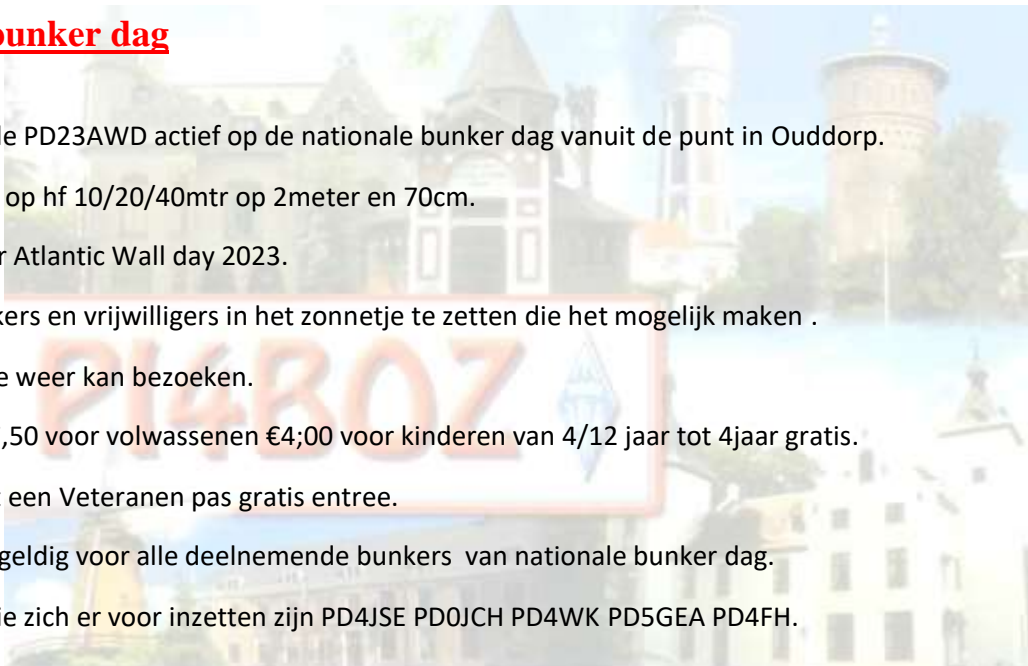 bunker dag
de PD23AWD actief op de nationale bunker dag vanuit de punt in Ouddorp.
op hf 10/20/40mtr op 2meter en 70cm.
Atlantic Wall day 2023.
en vrijwilligers in het zonnetje te zetten die het mogelijk maken .
weer kan bezoeken.
,50 voor volwassenen €4;00 voor kinderen van 4/12 jaar tot 4jaar gratis.
een Veteranen pas gratis entree.
geldig voor alle deelnemende bunkers  van nationale bunker dag.
zich er voor inzetten zijn PD4JSE PD0JCH PD4WK PD5GEA PD4FH.
PI4BOZ